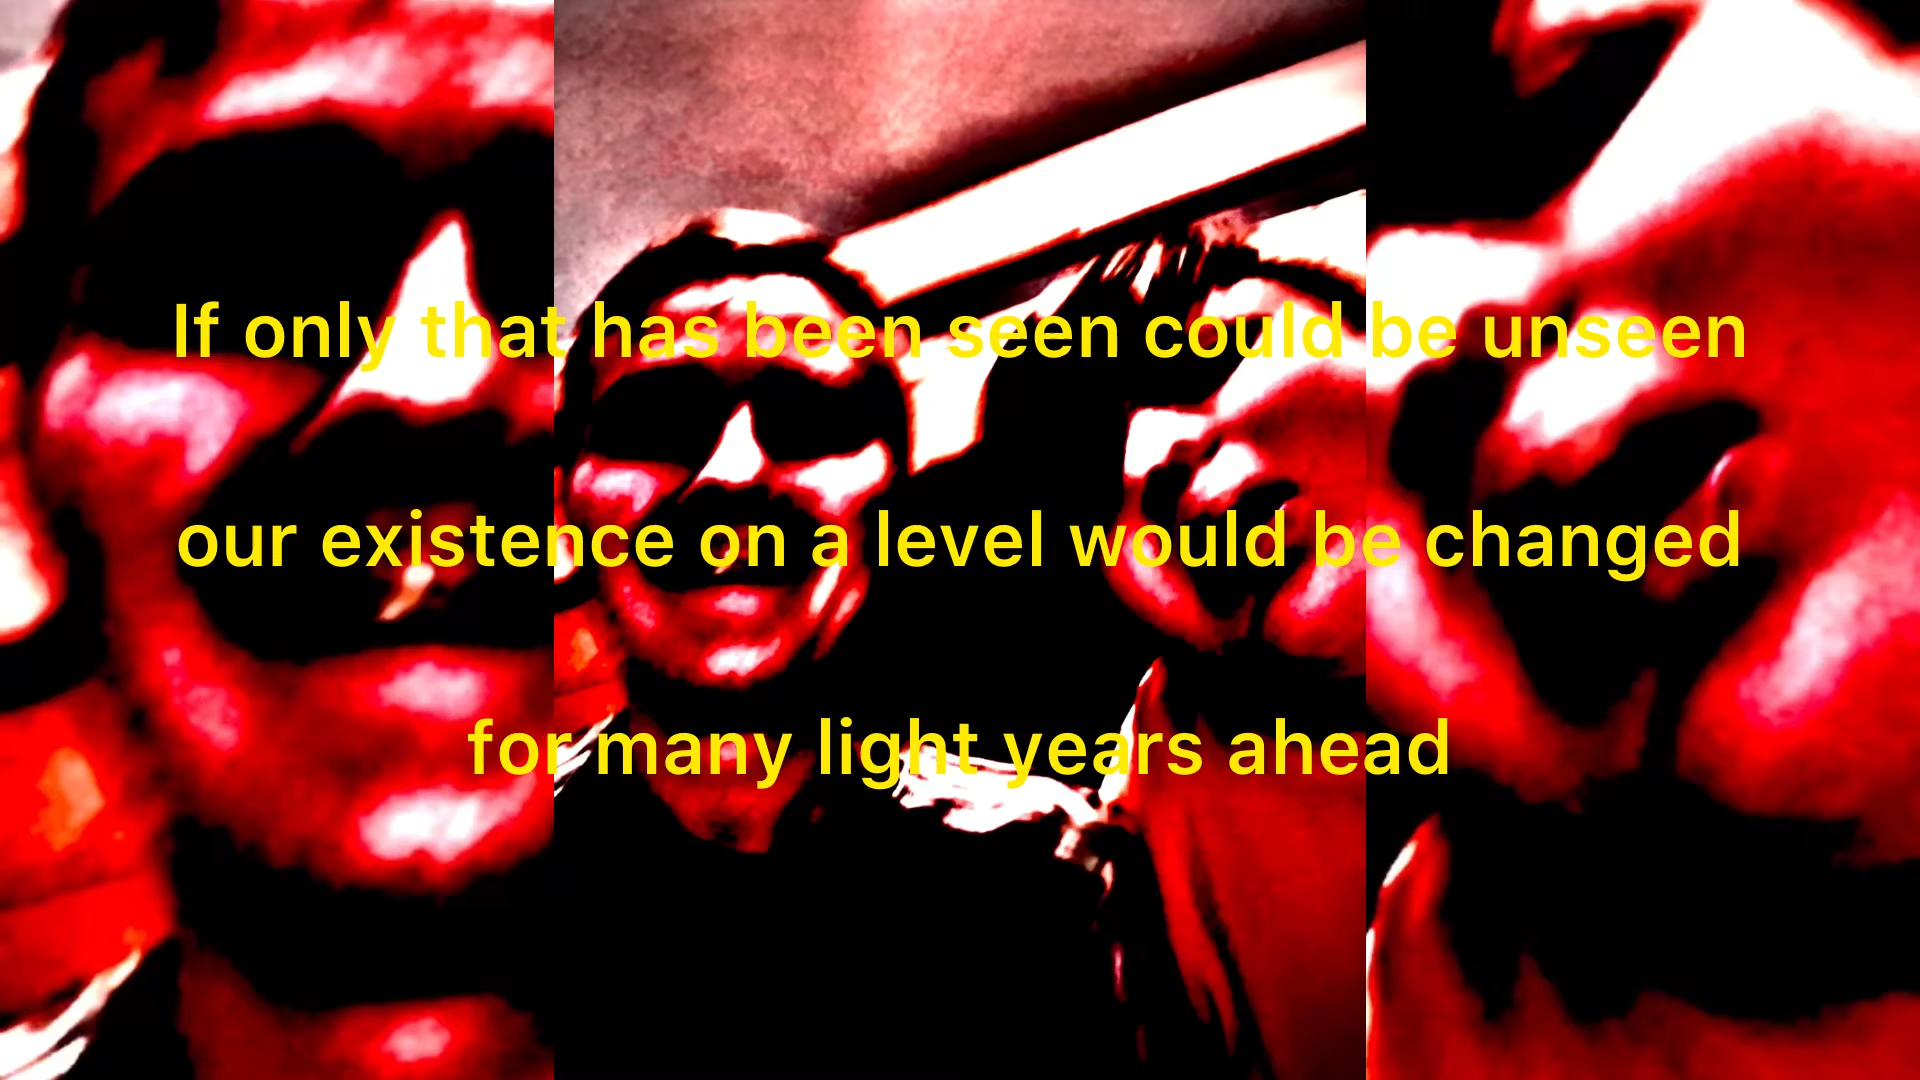 If only that has been seen could be unseen
our existence on a level would be changed
for many light years ahead